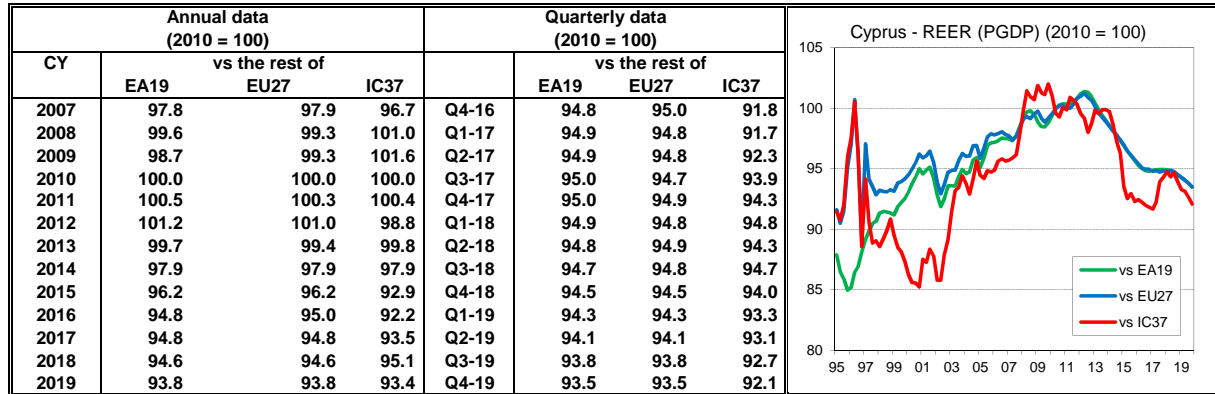 Annual data Quarterly data
(2010 = 100) (2010 = 100)
CY vs the rest of vs the rest of
EA19 EU27 IC37 EA19 EU27 IC37
2007 97.8 97.9 96.7 Q4-16 94.8 95.0 91.8
2008 99.6 99.3 101.0 Q1-17 94.9 94.8 91.7
2009 98.7 99.3 101.6 Q2-17 94.9 94.8 92.3
2010 100.0 100.0 100.0 Q3-17 95.0 94.7 93.9
2011 100.5 100.3 100.4 Q4-17 95.0 94.9 94.3
2012 101.2 101.0 98.8 Q1-18 94.9 94.8 94.8
2013 99.7 99.4 99.8 Q2-18 94.8 94.9 94.3
2014 97.9 97.9 97.9 Q3-18 94.7 94.8 94.7
2015 96.2 96.2 92.9 Q4-18 94.5 94.5 94.0
2016 94.8 95.0 92.2 Q1-19 94.3 94.3 93.3
2017 94.8 94.8 93.5 Q2-19 94.1 94.1 93.1
2018 94.6 94.6 95.1 Q3-19 93.8 93.8 92.7
2019 93.8 93.8 93.4 Q4-19 93.5 93.5 92.1
Cyprus - REER (PGDP) (2010 = 100)
105
100
95
90
85
80
95 97 99 01 03 05 07 09 11 13 15 17 19
vs EA19
vs EU27
vs IC37